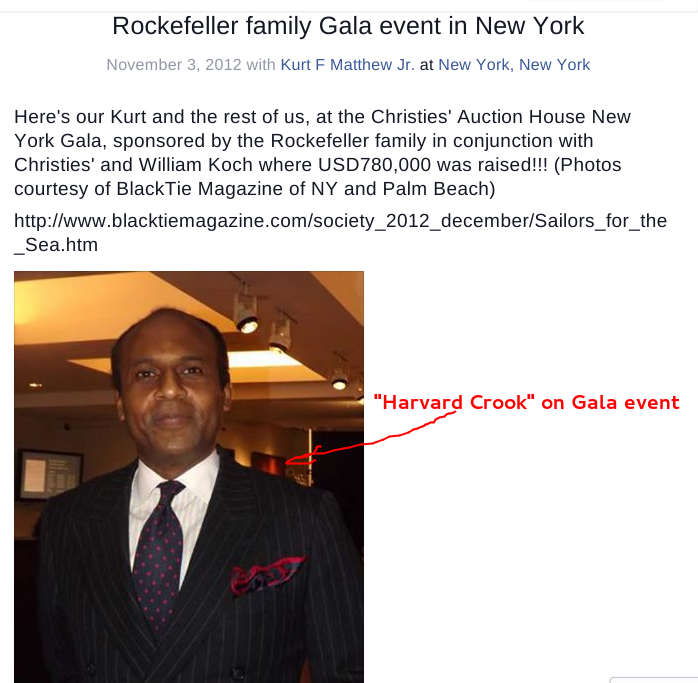 Rockefeller family Gala event in New York
November 3, 2012 with Kurt F Matthew Jr. at New York, New York
Here's our Kurt and the rest of us, at the Christies' Auction House New
York Gala, sponsored by the Rockefeller family in conjunction with
Christies' and William Koch where USD780,000 was raised!!! (Photos
courtesy of BlackTie Magazine of NY and Palm Beach)
http://www.blacktiemagazine.com/society_2012_december/Sailors_for_the
_Sea.htm
"Harvard Crook" on Gala event